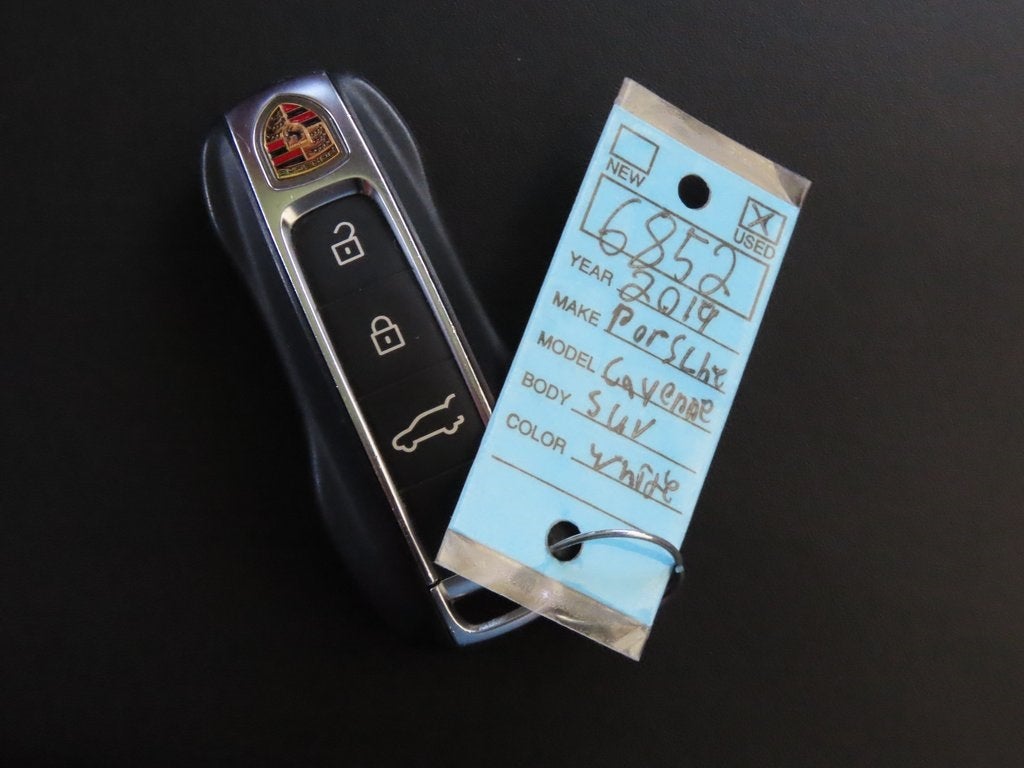 NEW
X
USED
6852
YEAR 2019
MAKE Porsche
MODEL Cayenne
BODY SUV
COLOR White